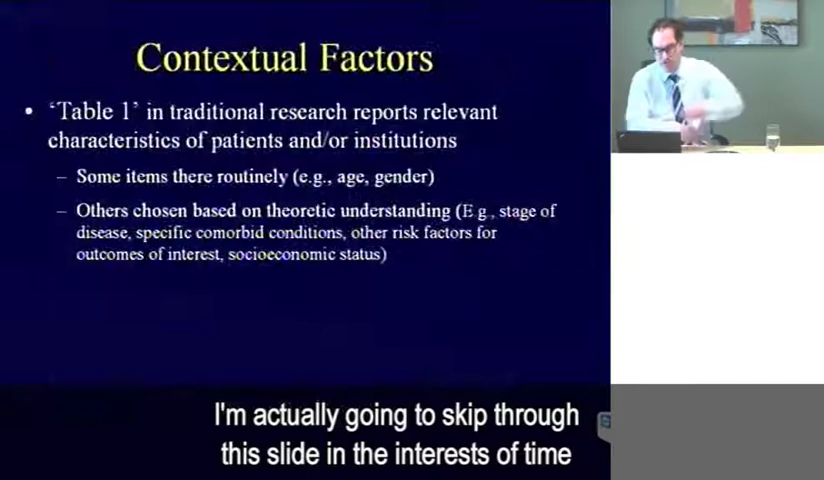 Contextual Factors
• 'Table 1' in traditional research reports relevant
characteristics of patients and/or institutions
– Some items there routinely (e.g., age, gender)
– Others chosen based on theoretic understanding (E.g., stage of
disease, specific comorbid conditions, other risk factors for
outcomes of interest, socioeconomic status)
I'm actually going to skip through
this slide in the interests of time